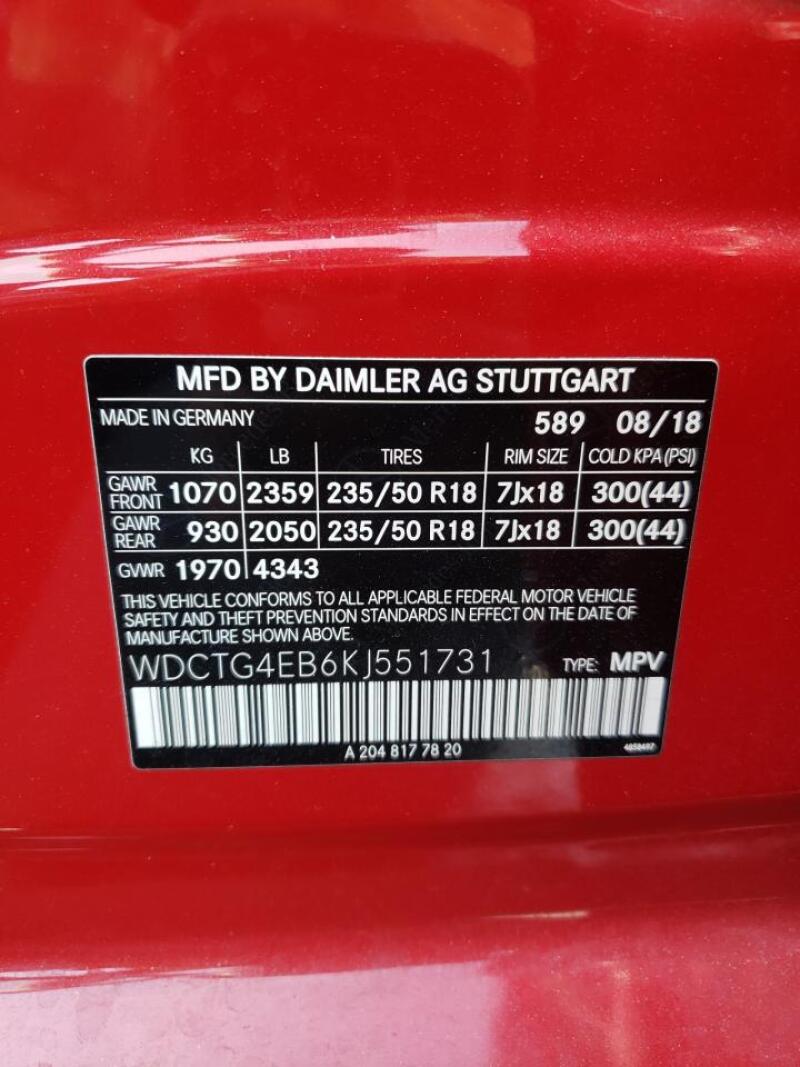 MFD BY DAIMLER AG STUTTGART
MADE IN GERMANY 589 08/18
KG LB TIRES RIM SIZE COLD KPA (PSI)
GAWR FRONT 1070 2359 235/50 R18 7Jx18 300(44)
GAWR REAR 930 2050 235/50 R18 7Jx18 300(44)
GVWR 1970 4343
THIS VEHICLE CONFORMS TO ALL APPLICABLE FEDERAL MOTOR VEHICLE
SAFETY AND THEFT PREVENTION STANDARDS IN EFFECT ON THE DATE OF
MANUFACTURE SHOWN ABOVE.
WDCTG4EB6KJ551731 TYPE: MPV
A 204 817 78 20